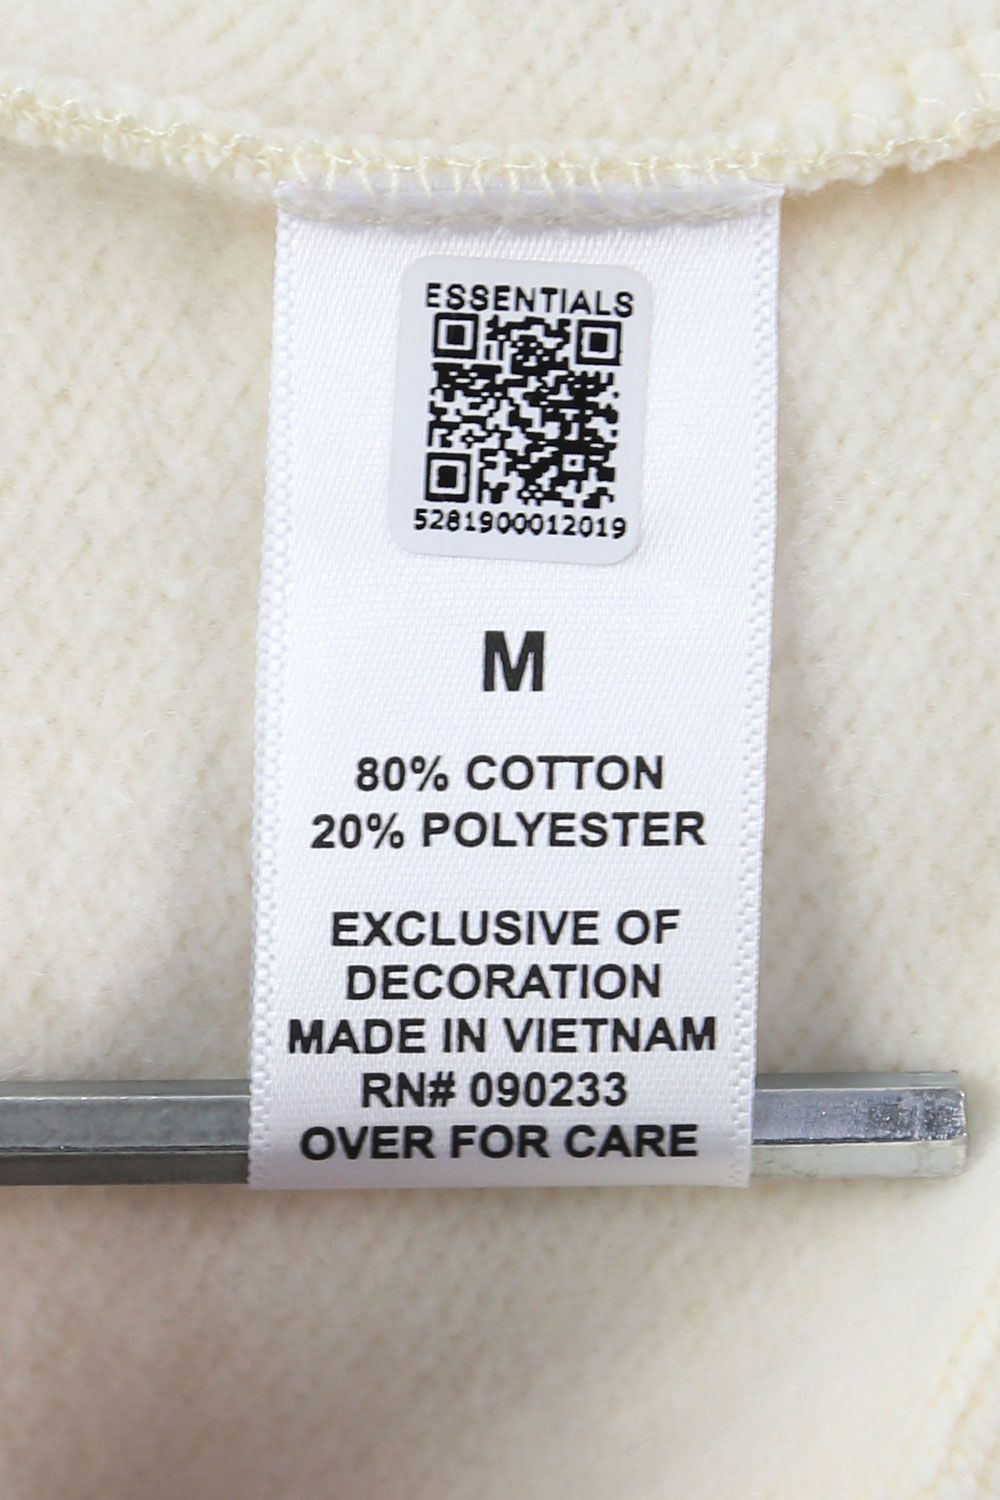 ESSENTIALS
5281900012019
M
80% COTTON
20% POLYESTER
EXCLUSIVE OF
DECORATION
MADE IN VIETNAM
RN# 090233
OVER FOR CARE